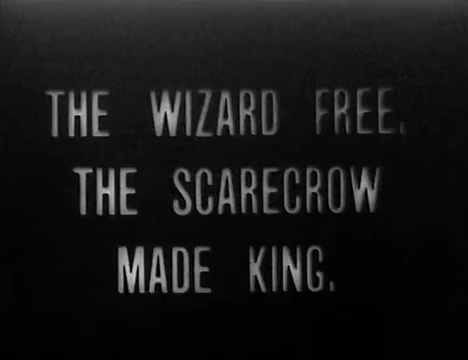 THE WIZARD FREE.
THE SCARECROW
MADE KING.